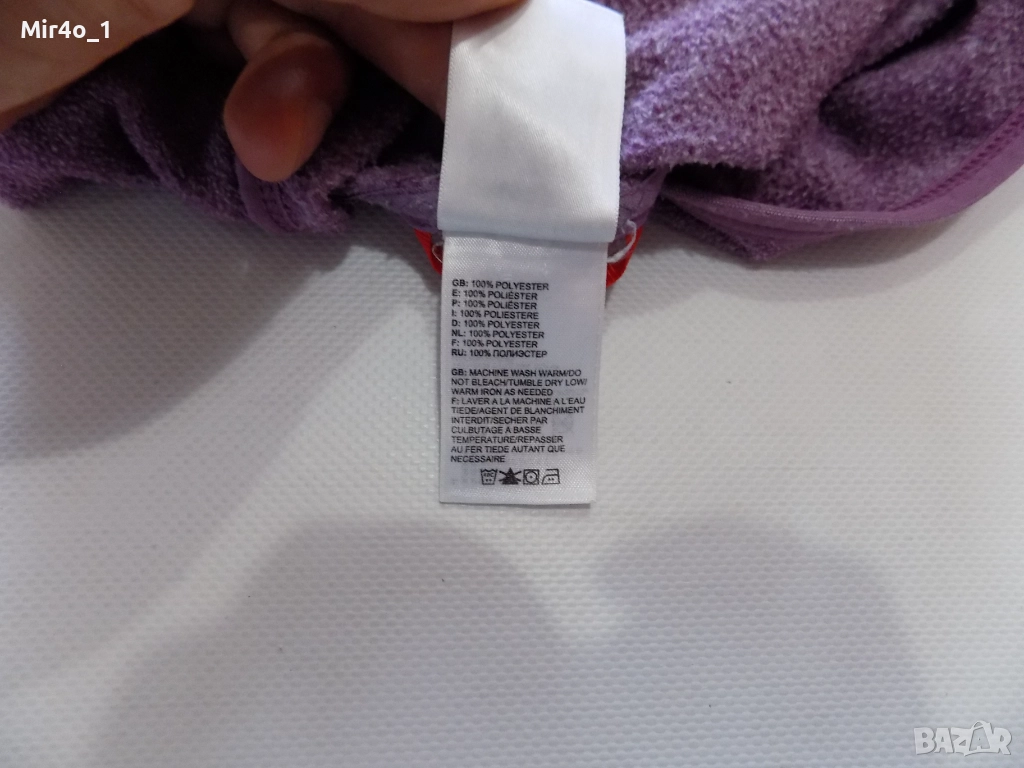 Mir4o_1
GB: 100% POLYESTER
E: 100% POLIÉSTER
P: 100% POLIÉSTER
I: 100% POLIESTERE
D: 100% POLYESTER
NL: 100% POLYESTER
F: 100% POLYESTER
RU: 100% ПОЛИЭСТЕР
GB: MACHINE WASH WARM/DO
NOT BLEACH/TUMBLE DRY LOW/
WARM IRON AS NEEDED
F: LAVER A LA MACHINE A L'EAU
TIEDE/AGENT DE BLANCHIMENT
INTERDIT/SECHER PAR
CULBUTAGE À BASSE
TEMPERATURE/REPASSER
AU FER TIEDE AUTANT QUE
NECESSAIRE
BAZAR